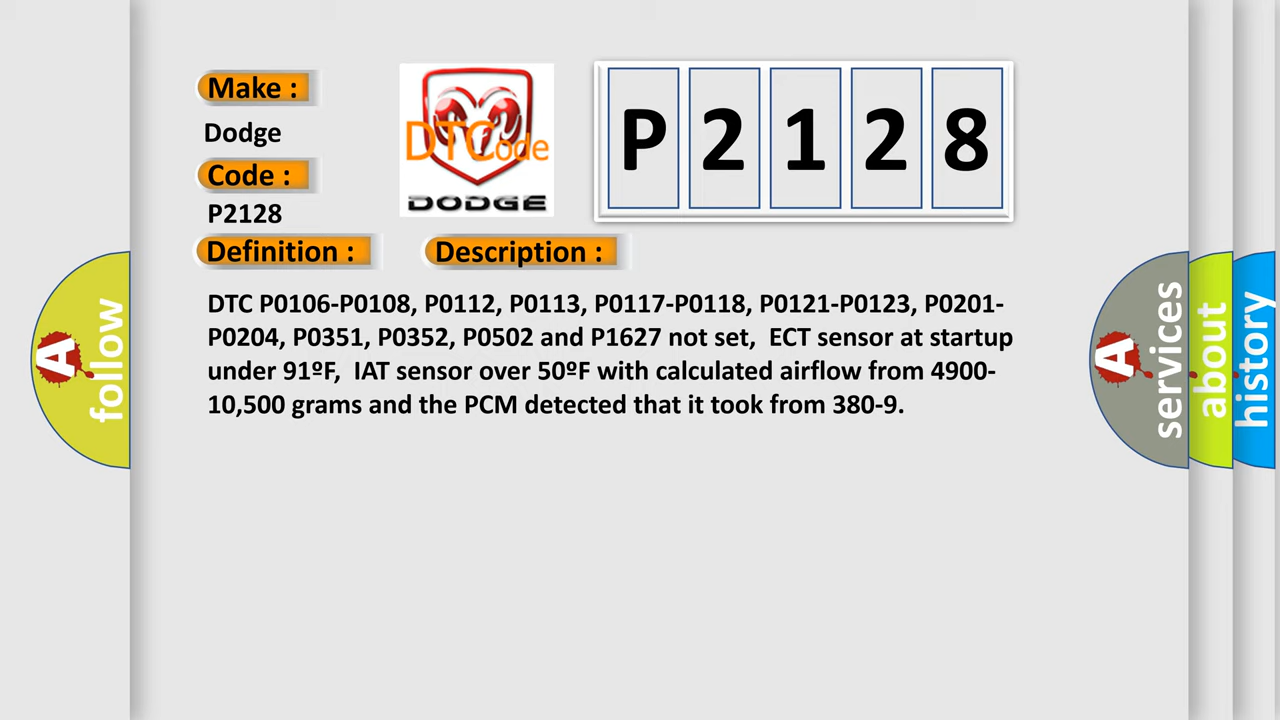 Make :
Dodge
Code :
P2128
Definition :
Description :
DTCode
DODGE
P 2 1 2 8
DTC P0106-P0108, P0112, P0113, P0117-P0118, P0121-P0123, P0201-
P0204, P0351, P0352, P0502 and P1627 not set,  ECT sensor at startup
under 91ºF,  IAT sensor over 50ºF with calculated airflow from 4900-
10,500 grams and the PCM detected that it took from 380-9.
A follow
A services
about
history